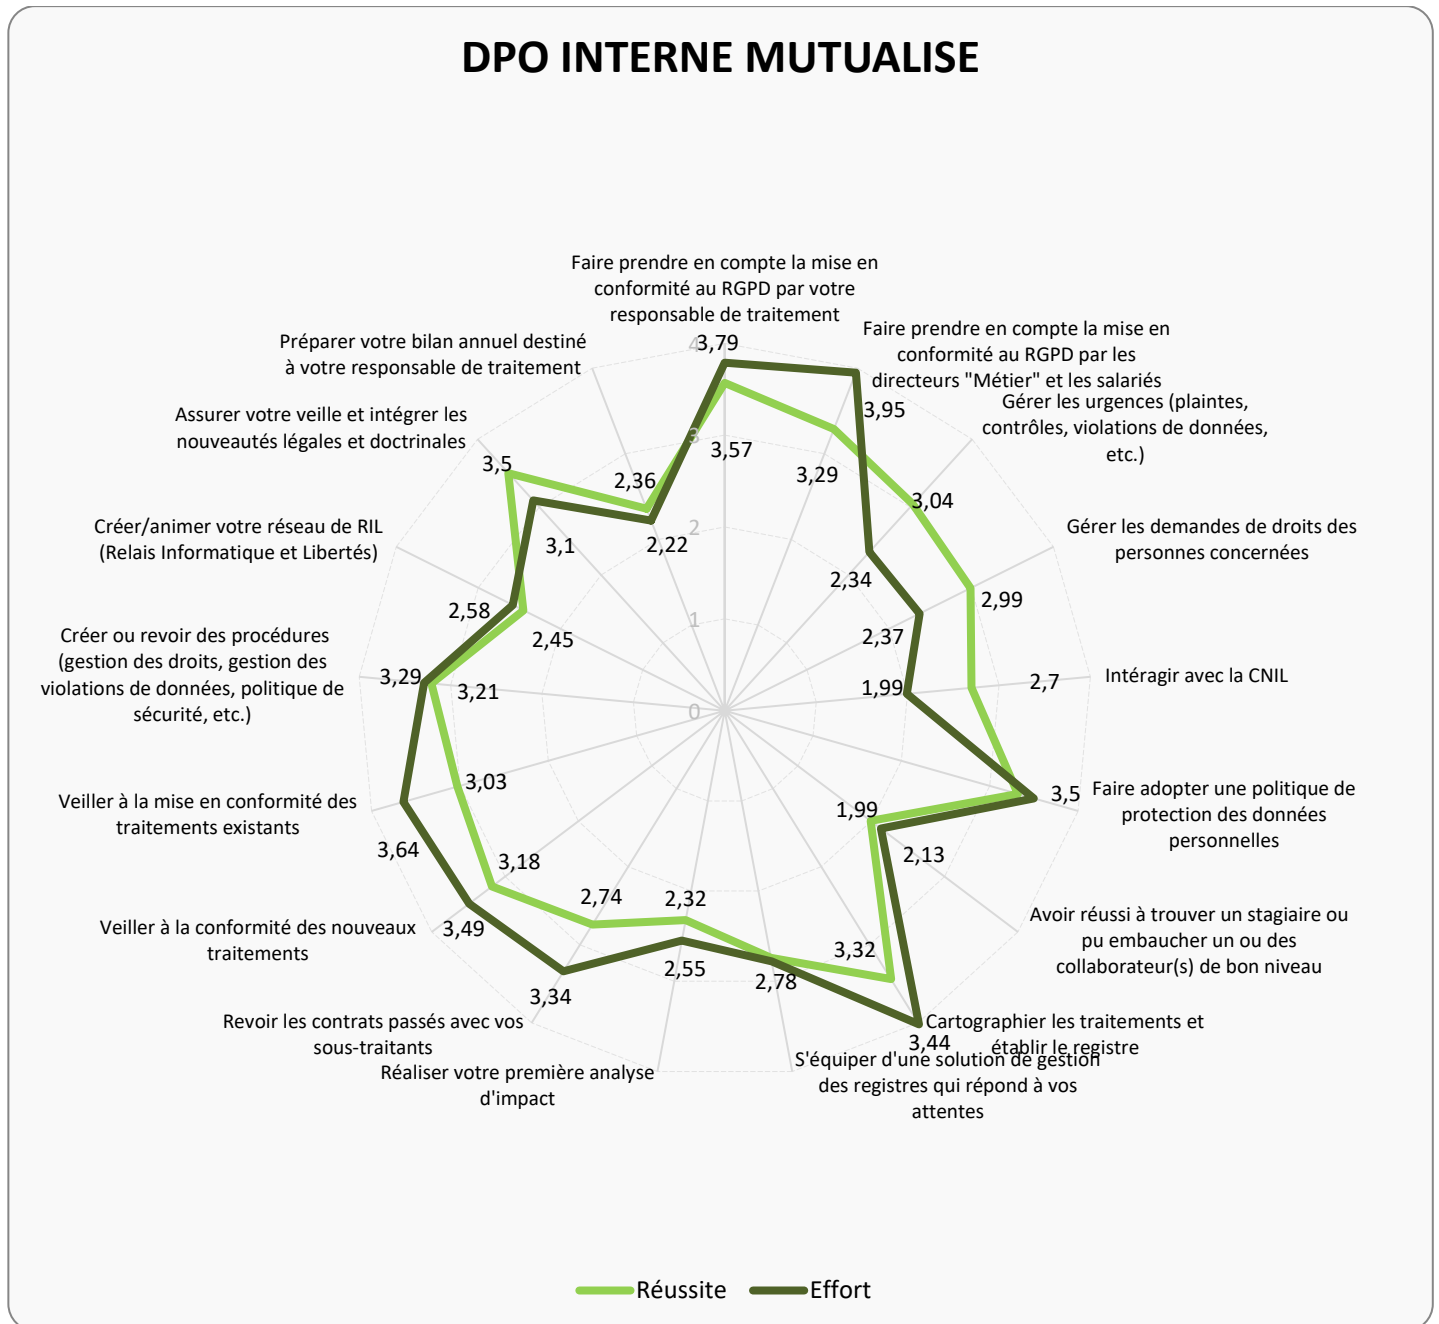 DPO INTERNE MUTUALISE
Faire prendre en compte la mise en
conformité au RGPD par votre
responsable de traitement
Faire prendre en compte la mise en
conformité au RGPD par les
directeurs "Métier" et les salariés
Gérer les urgences (plaintes,
contrôles, violations de données,
etc.)
Gérer les demandes de droits des
personnes concernées
Intéragir avec la CNIL
Faire adopter une politique de
protection des données
personnelles
Avoir réussi à trouver un stagiaire ou
pu embaucher un ou des
collaborateur(s) de bon niveau
Cartographier les traitements et
établir le registre
S'équiper d'une solution de gestion
des registres qui répond à vos
attentes
Réaliser votre première analyse
d'impact
Revoir les contrats passés avec vos
sous-traitants
Veiller à la conformité des nouveaux
traitements
Veiller à la mise en conformité des
traitements existants
Créer ou revoir des procédures
(gestion des droits, gestion des
violations de données, politique de
sécurité, etc.)
Créer/animer votre réseau de RIL
(Relais Informatique et Libertés)
Assurer votre veille et intégrer les
nouveautés légales et doctrinales
Préparer votre bilan annuel destiné
à votre responsable de traitement
4
3
2
1
0
3,79
3,57
3,95
3,29
3,04
2,34
2,99
2,37
2,7
1,99
3,5
1,99
2,13
3,32
3,44
2,78
2,32
2,55
2,74
3,34
3,18
3,49
3,03
3,64
3,29
3,21
2,58
2,45
3,5
3,1
2,36
2,22
Réussite
Effort